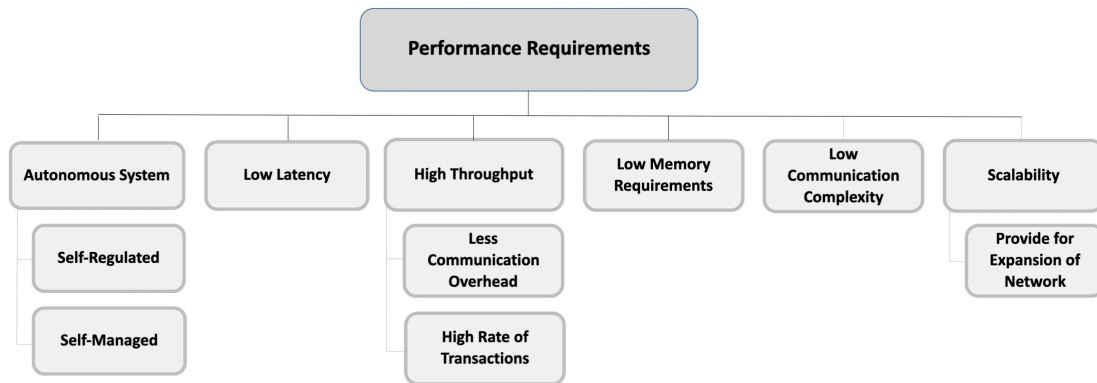 Performance Requirements
Autonomous System
Low Latency
High Throughput
Low Memory
Requirements
Low
Communication
Complexity
Scalability
Self-Regulated
Less
Communication
Overhead
Provide for
Expansion of
Network
Self-Managed
High Rate of
Transactions